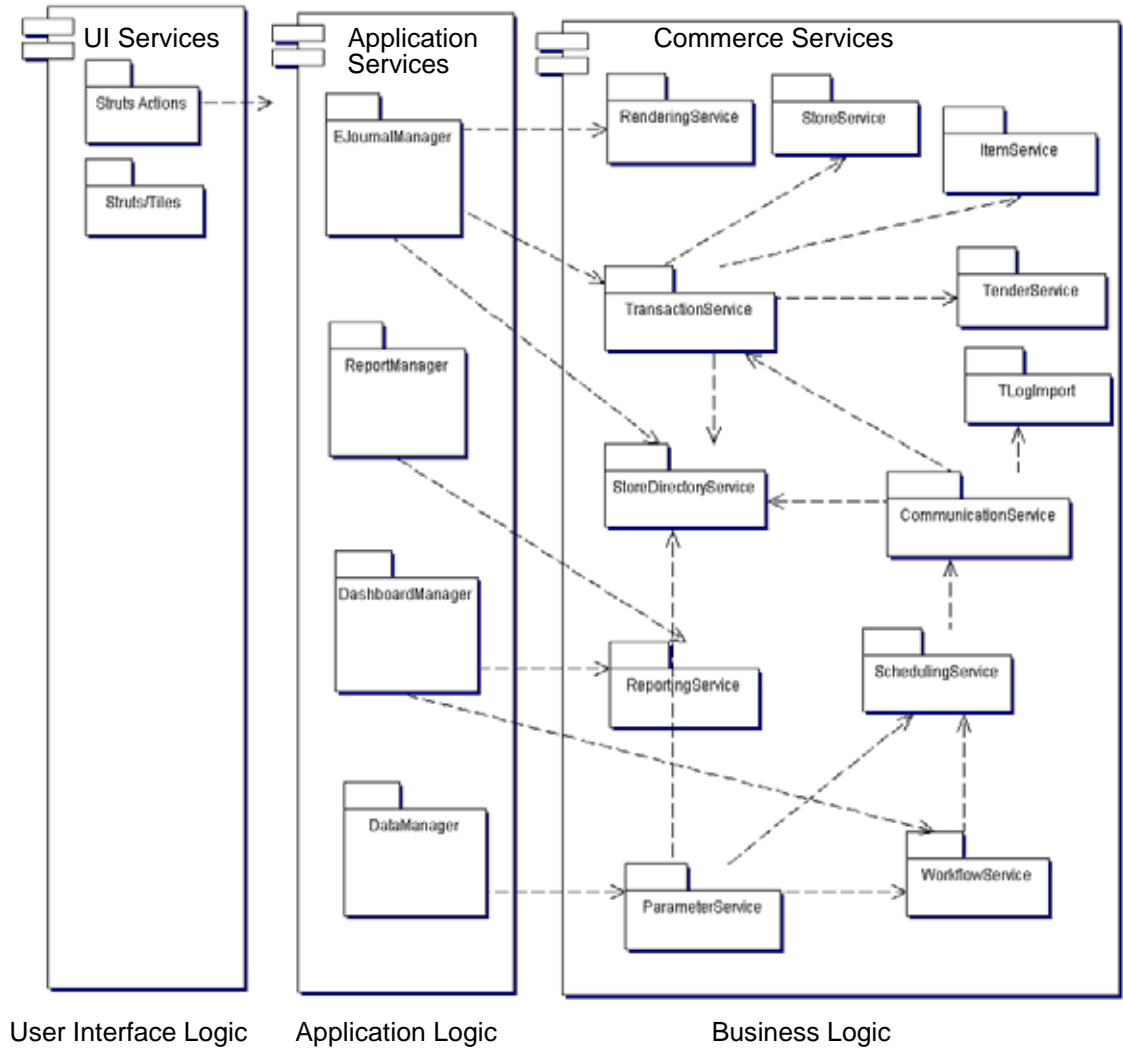 UI Services
Application
Services
Commerce Services
Struts Actions
Struts/Tiles
EJournalManager
ReportManager
DashboardManager
DataManager
RenderingService
StoreService
ItemService
TransactionService
TenderService
TLogImport
StoreDirectoryService
CommunicationService
ReportingService
SchedulingService
ParameterService
WorkflowService
User Interface Logic
Application Logic
Business Logic